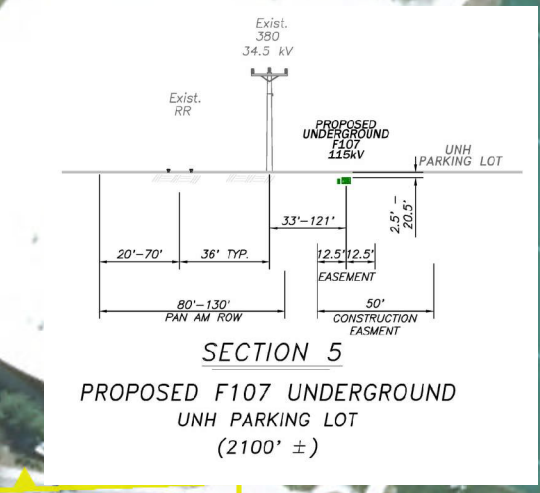 Exist.
380
34.5 kV
Exist.
RR
PROPOSED
UNDERGROUND
F107
115kV
UNH
PARKING LOT
33'-121'
2.5' -
20.5'
20'-70'
36' TYP.
12.5'
12.5'
EASEMENT
80'-130'
PAN AM ROW
50'
CONSTRUCTION
EASMENT
SECTION 5
PROPOSED F107 UNDERGROUND
UNH PARKING LOT
(2100' ±)